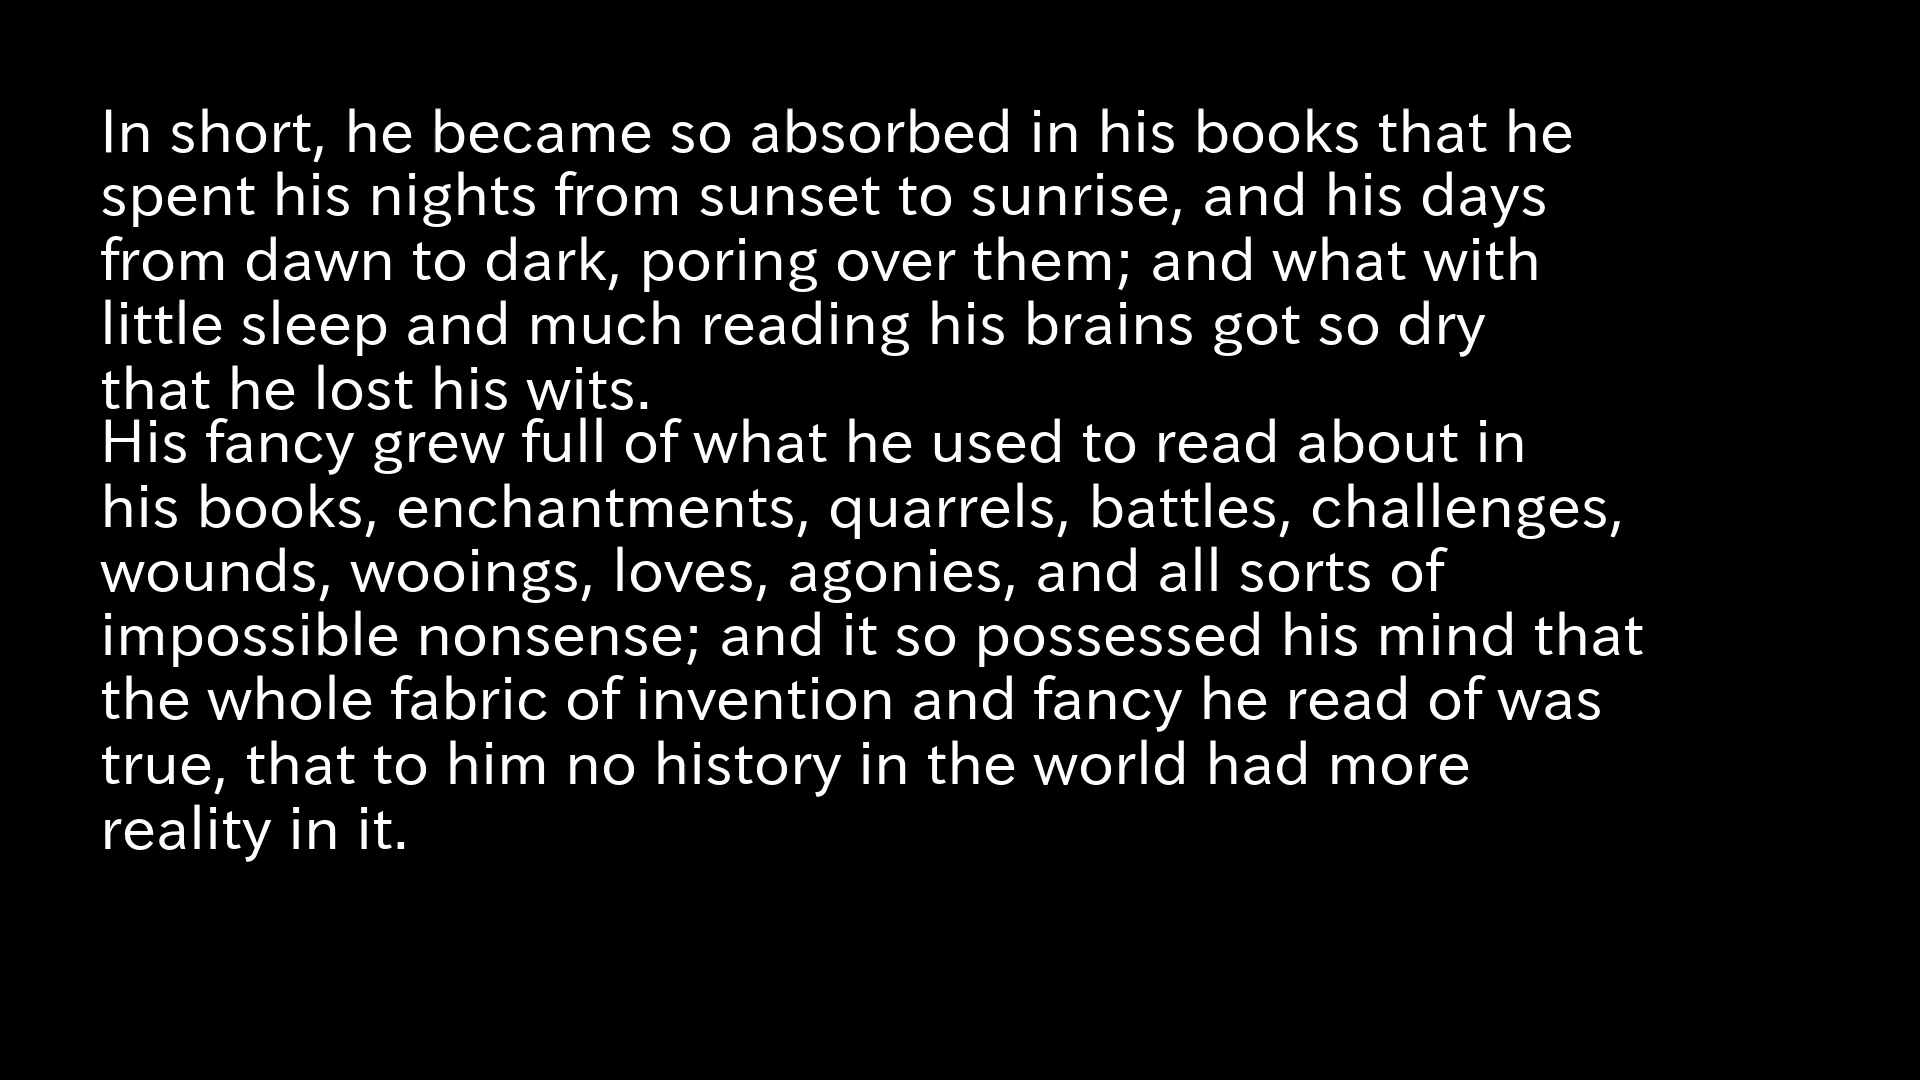 In short, he became so absorbed in his books that he
spent his nights from sunset to sunrise, and his days
from dawn to dark, poring over them; and what with
little sleep and much reading his brains got so dry
that he lost his wits.
His fancy grew full of what he used to read about in
his books, enchantments, quarrels, battles, challenges,
wounds, wooings, loves, agonies, and all sorts of
impossible nonsense; and it so possessed his mind that
the whole fabric of invention and fancy he read of was
true, that to him no history in the world had more
reality in it.